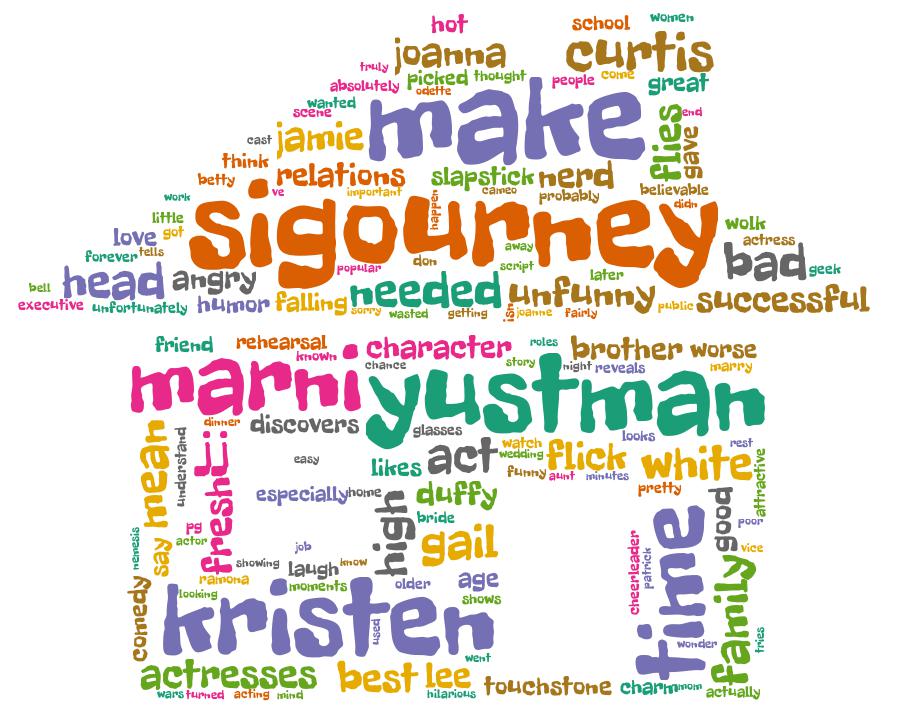 hot
school
women
joanna
curtis
truly
picked
thought
people
come
great
absolutely
odette
make
wanted
scene
flies
end
cast
jamie
gave
think
relations
slapstick
nerd
betty
ve
important
cameo
probably
believable
work
sigourney
happen
didn
little
love
got
wolk
forever
tells
away
actress
popular
don
script
bad
geek
bell
head
angry
later
executive
unfortunately
humor
falling
sorry
needed
wasted
getting
isn
unfunny
joanne
fairly
public
successful
friend
rehearsal
known
character
roles
brother
worse
marni
chance
story
night
reveals
marry
yustman
dinner
discovers
glasses
mean
understand
freshت
easy
likes
act
watch
wedding
looks
rest
flick
white
funny
aunt
minutes
attractive
especially
home
high
duffy
pretty
good
pg
actor
bride
poor
nemesis
say
job
gail
time
cheerleader
patrick
vice
showing
laugh
know
ramona
moments
older
age
family
comedy
looking
kristen
used
shows
wonder
tries
went
actresses
best
lee
touchstone
charm
mom
wars
turned
acting
mind
hilarious
actually